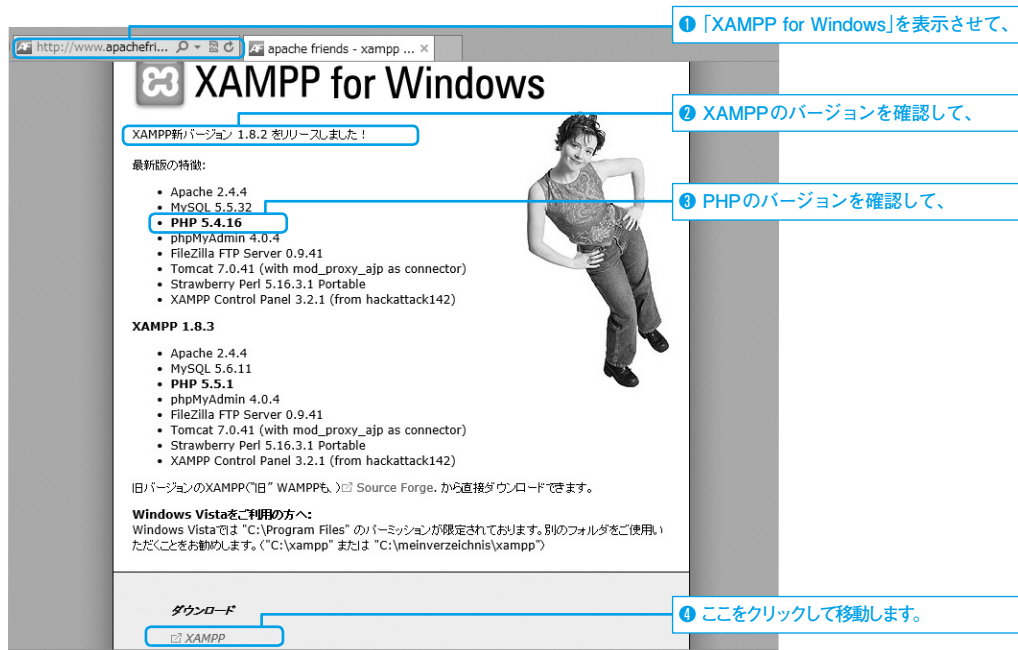 ❶「XAMPP for Windows」を表示させて、
http://www.apachefri...
apache friends - xampp ...
XAMPP for Windows
❷ XAMPPのバージョンを確認して、
XAMPP新バージョン 1.8.2 をリリースしました！
最新版の特徴:
• Apache 2.4.4
• MySQL 5.5.32
❸ PHPのバージョンを確認して、
• PHP 5.4.16
• phpMyAdmin 4.0.4
• FileZilla FTP Server 0.9.41
• Tomcat 7.0.41 (with mod_proxy_ajp as connector)
• Strawberry Perl 5.16.3.1 Portable
• XAMPP Control Panel 3.2.1 (from hackattack142)
XAMPP 1.8.3
• Apache 2.4.4
• MySQL 5.6.11
• PHP 5.5.1
• phpMyAdmin 4.0.4
• FileZilla FTP Server 0.9.41
• Tomcat 7.0.41 (with mod_proxy_ajp as connector)
• Strawberry Perl 5.16.3.1 Portable
• XAMPP Control Panel 3.2.1 (from hackattack142)
旧バージョンのXAMPP("旧" WAMPPも、) Source Forge. から直接ダウンロードできます。
Windows Vistaをご利用の方へ:
Windows Vistaでは "C:\Program Files" のパーミッションが限定されております。別のフォルダをご使用い
ただくことをお勧めします。("C:\xampp" または "C:\meinverzeichnis\xampp")
ダウンロード
❹ ここをクリックして移動します。
XAMPP